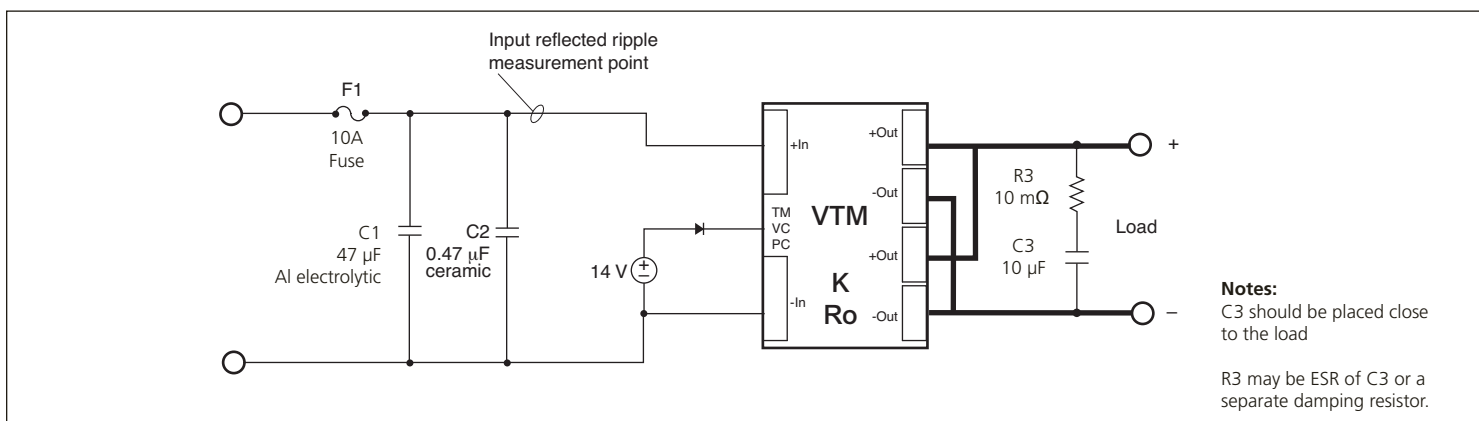 Input reflected ripple
measurement point
F1
10A
Fuse
C1
47 µF
Al electrolytic
C2
0.47 µF
ceramic
14 V
+
−
+In
TM
VC
PC
-In
VTM
K
Ro
+Out
-Out
+Out
-Out
R3
10 mΩ
C3
10 µF
+
Load
−
Notes:
C3 should be placed close
to the load
R3 may be ESR of C3 or a
separate damping resistor.